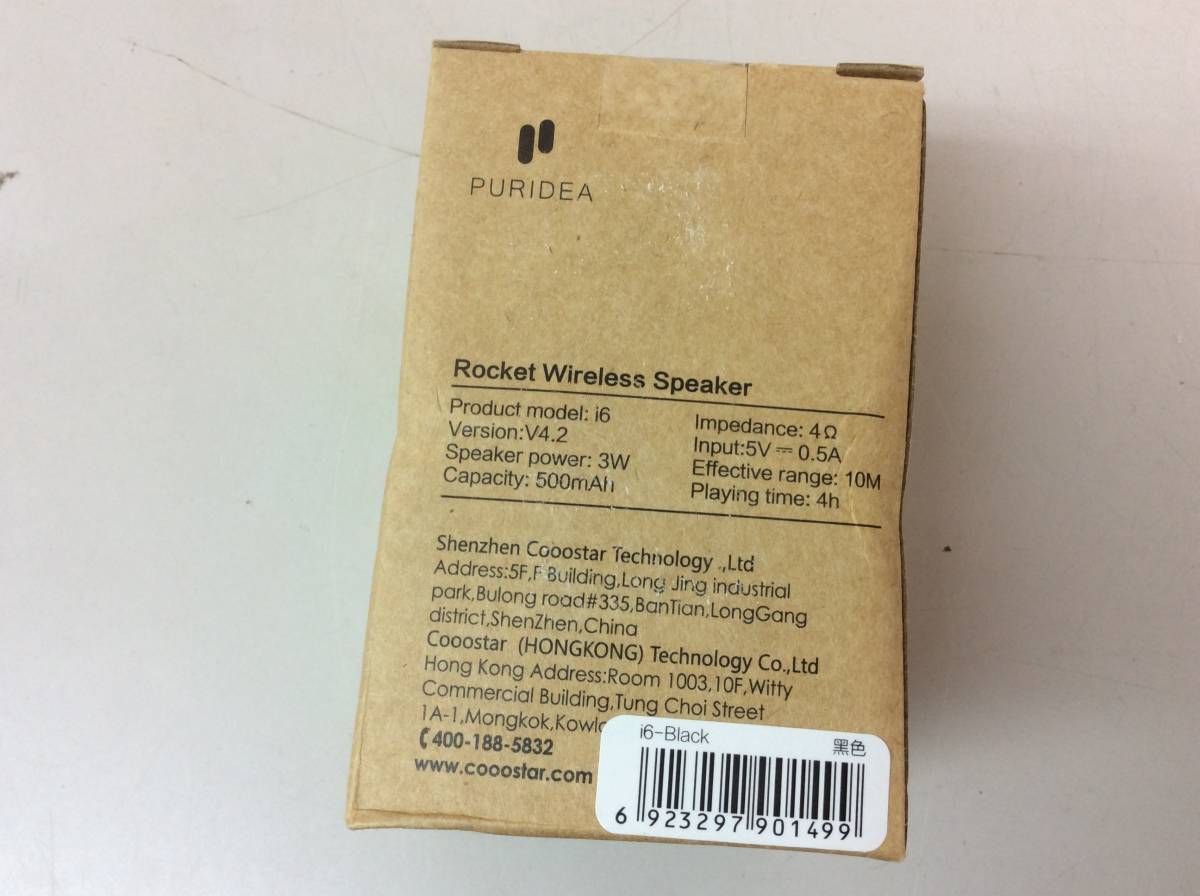 PURIDEA
Rocket Wireless Speaker
Product model: i6
Version:V4.2
Speaker power: 3W
Capacity: 500mAh
Impedance: 4Ω
Input:5V ⎓ 0.5A
Effective range: 10M
Playing time: 4h
Shenzhen Cooostar Technology .,Ltd
Address:5F,F Building,Long Jing industrial
park,Bulong road#335,BanTian,LongGang
district,ShenZhen,China
Cooostar (HONGKONG) Technology Co.,Ltd
Hong Kong Address:Room 1003,10F,Witty
Commercial Building,Tung Choi Street
1A-1,Mongkok,
400-188-5832
www.cooostar.com
i6-Black 黑色
6 923297 901499